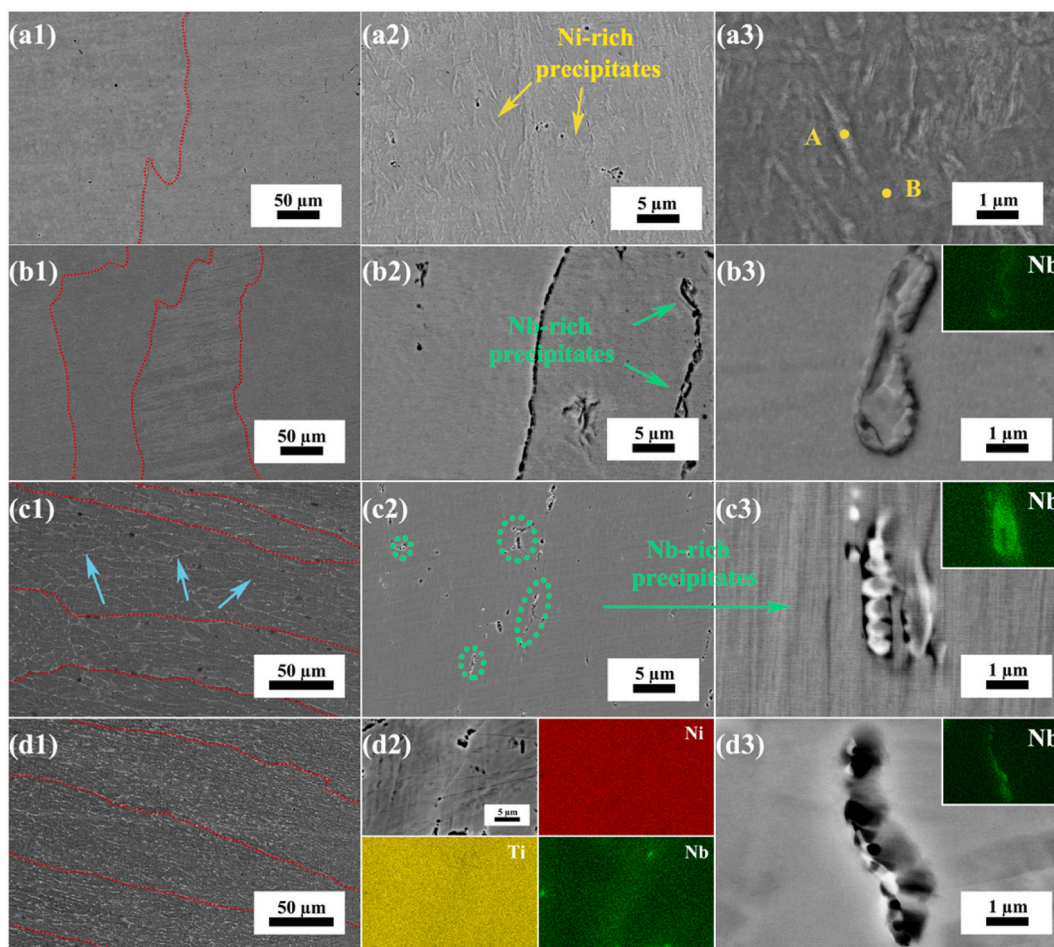 (a1)
50 μm
(a2)
Ni-rich
precipitates
5 μm
(a3)
A
B
1 μm
(b1)
50 μm
(b2)
Nb-rich
precipitates
5 μm
(b3)
Nb
1 μm
(c1)
50 μm
(c2)
Nb-rich
precipitates
5 μm
(c3)
Nb
1 μm
(d1)
50 μm
(d2)
5 μm
Ni
Ti
Nb
(d3)
Nb
1 μm